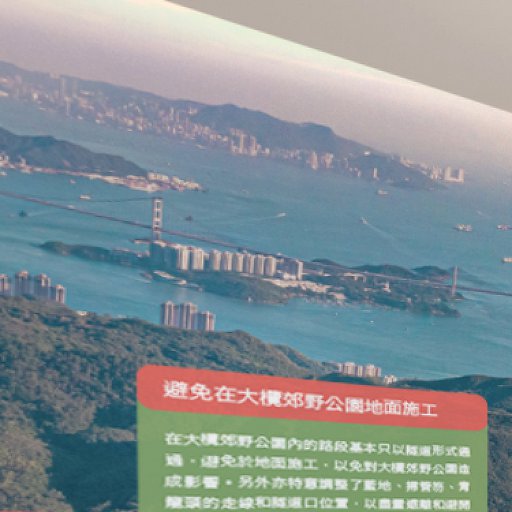 避免在大欖郊野公園地面施工
在大欖郊野公園內的路段基本只以隧道形式通
過，避免於地面施工，以免對大欖郊野公園造
成影響。另外亦特意調整了藍地、掃管笏、青
龍頭的走線和隧道口位置，以盡量遠離和避開